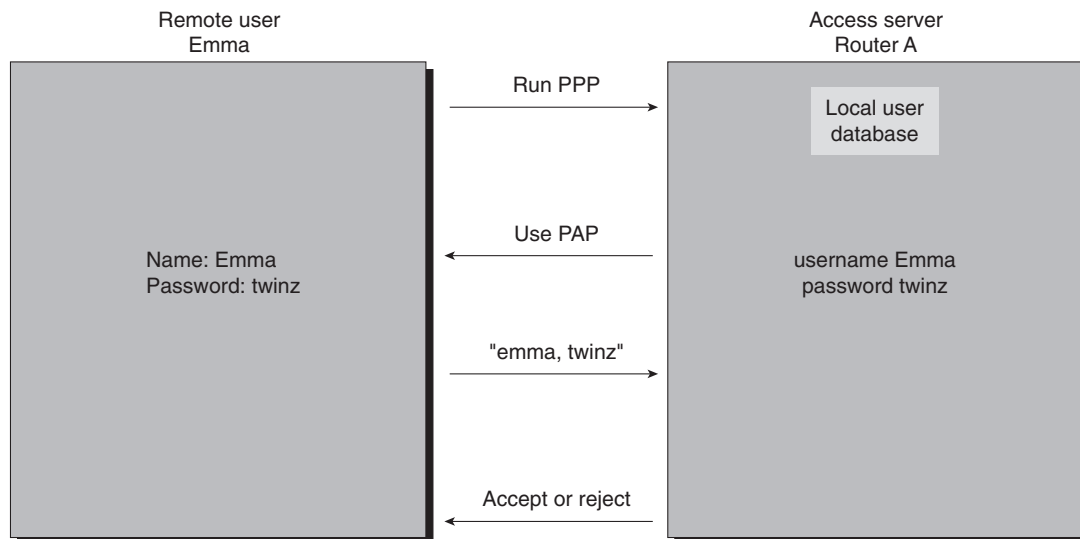 Remote user
Emma
Access server
Router A
Run PPP
Local user
database
Use PAP
Name: Emma
Password: twinz
username Emma
password twinz
"emma, twinz"
Accept or reject